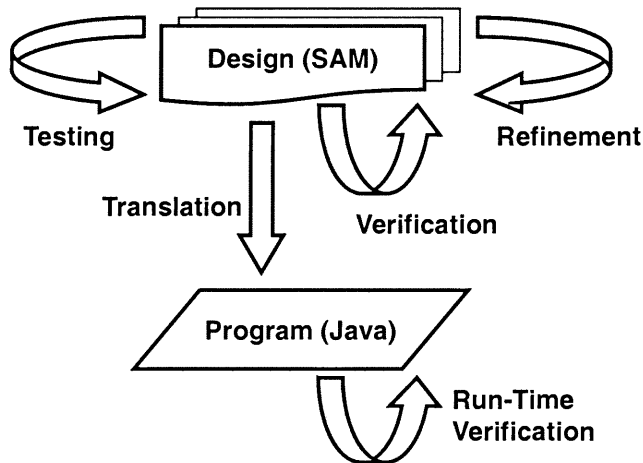 Design (SAM)
Testing
Refinement
Translation
Verification
Program (Java)
Run-Time
Verification